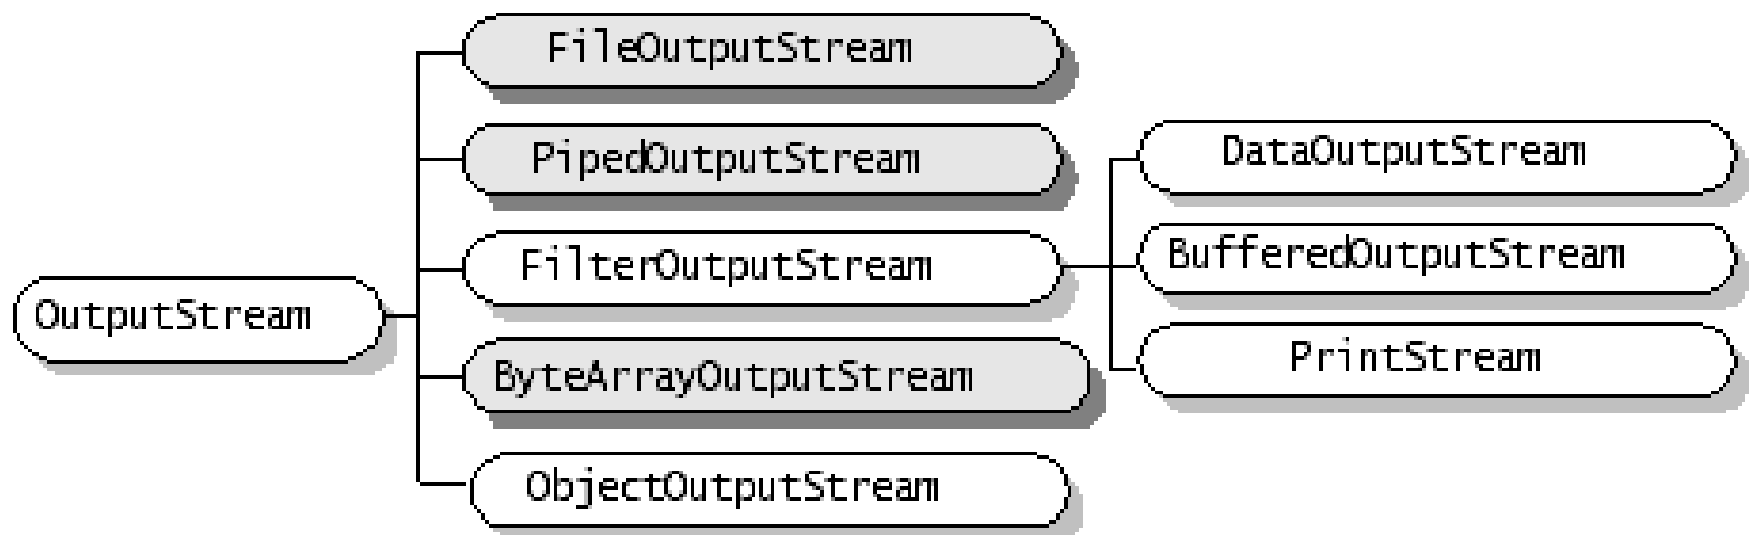 FileOutputStream
PipedOutputStream
DataOutputStream
FilterOutputStream
BufferedOutputStream
OutputStream
PrintStream
ByteArrayOutputStream
ObjectOutputStream